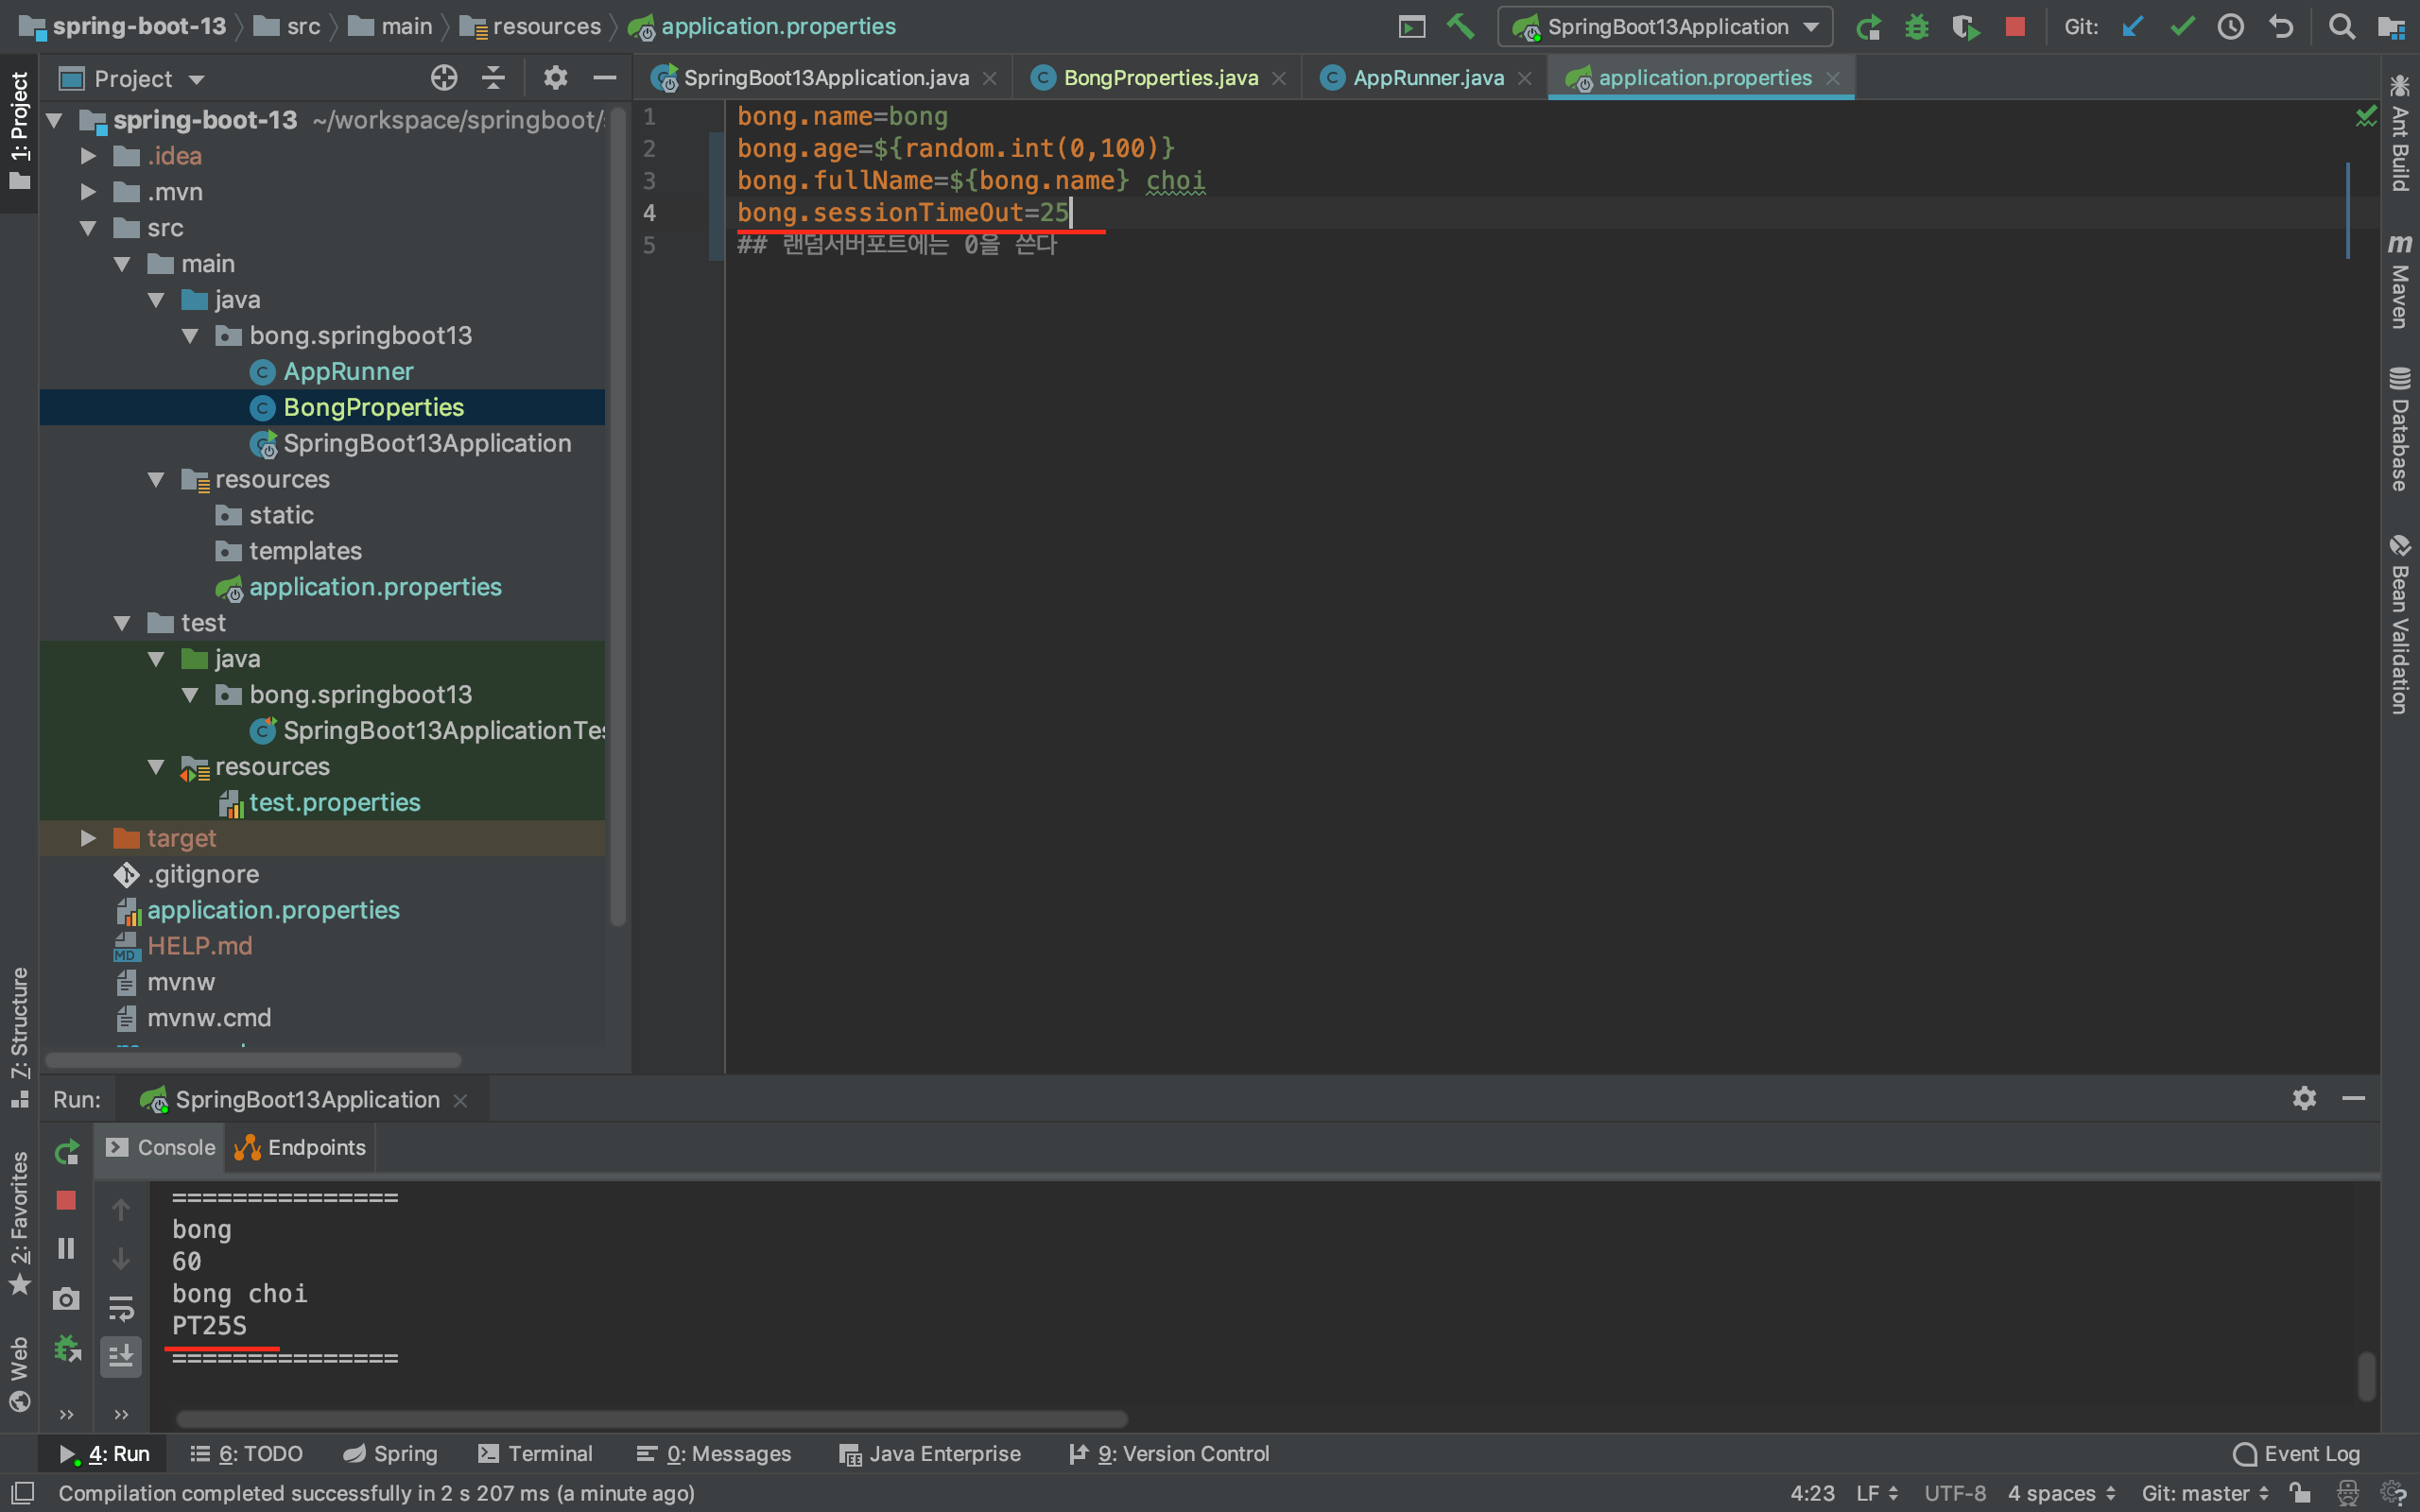 spring-boot-13 src main resources application.properties
SpringBoot13Application Git:
1: Project
Project
SpringBoot13Application.java BongProperties.java AppRunner.java application.properties
spring-boot-13 ~/workspace/springboot/
.idea
.mvn
src
main
java
bong.springboot13
AppRunner
BongProperties
SpringBoot13Application
resources
static
templates
application.properties
test
java
bong.springboot13
SpringBoot13ApplicationTes
resources
test.properties
target
.gitignore
application.properties
HELP.md
mvnw
mvnw.cmd
1 bong.name=bong
2 bong.age=${random.int(0,100)}
3 bong.fullName=${bong.name} choi
4 bong.sessionTimeOut=25
5 ## 랜덤서버포트에는 0을 쓴다
Ant Build
Maven
Database
Bean Validation
7: Structure
2: Favorites
Web
Run: SpringBoot13Application
Console Endpoints
===============
bong
60
bong choi
PT25S
===============
4: Run 6: TODO Spring Terminal 0: Messages Java Enterprise 9: Version Control Event Log
Compilation completed successfully in 2 s 207 ms (a minute ago) 4:23 LF UTF-8 4 spaces Git: master